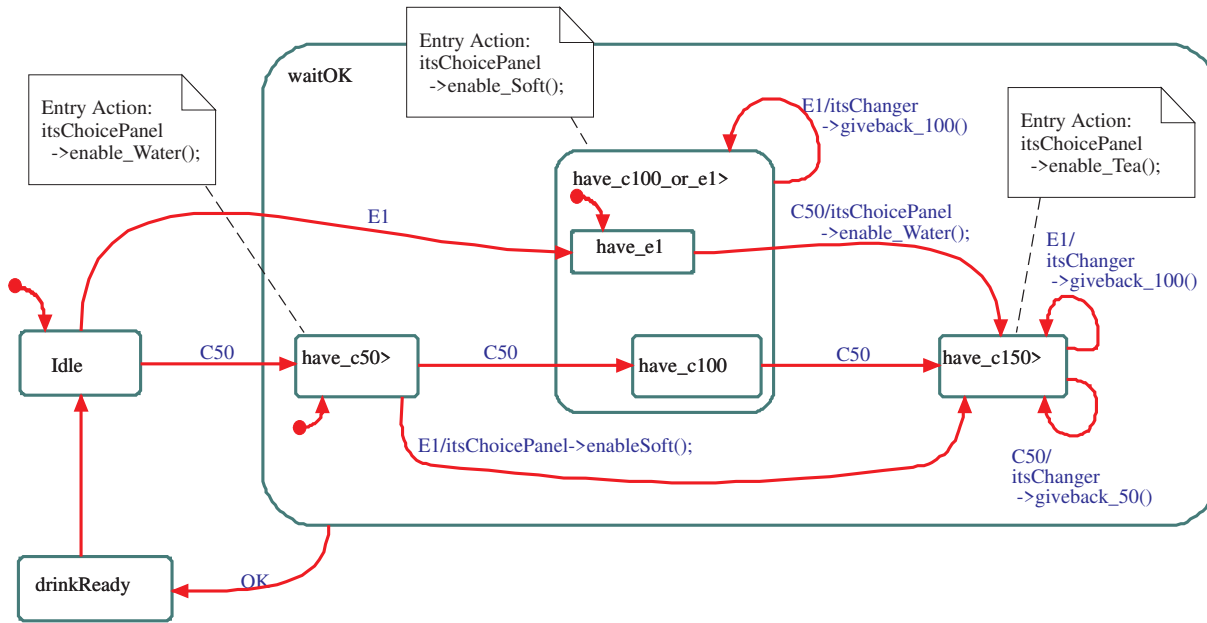 Entry Action:
itsChoicePanel
->enable_Soft();
waitOK
Entry Action:
itsChoicePanel
->enable_Water();
E1/itsChanger
->giveback_100()
Entry Action:
itsChoicePanel
->enable_Tea();
have_c100_or_e1>
E1
C50/itsChoicePanel
->enable_Water();
have_e1
E1/
itsChanger
->giveback_100()
Idle
C50
have_c50>
C50
have_c100
C50
have_c150>
E1/itsChoicePanel->enableSoft();
C50/
itsChanger
->giveback_50()
drinkReady
OK